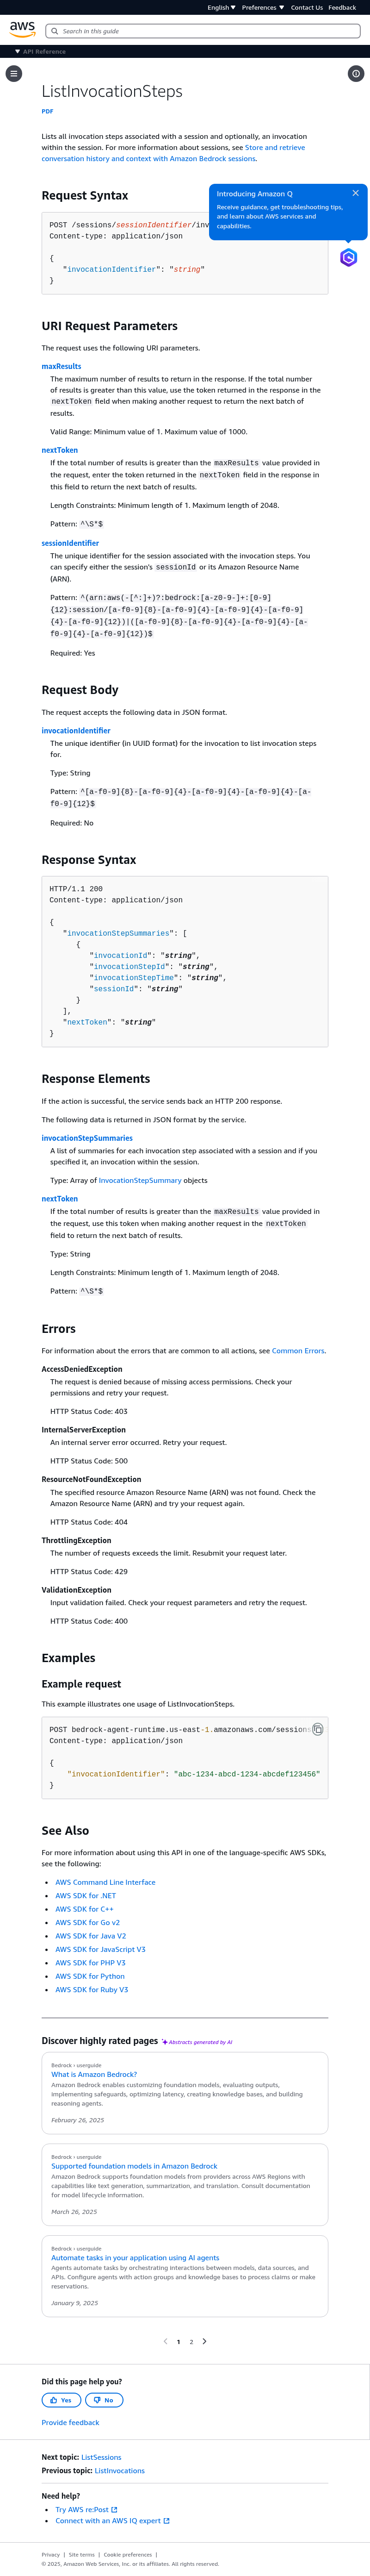 English Preferences Contact Us Feedback
aws
Search in this guide
API Reference
ListInvocationSteps
PDF
Lists all invocation steps associated with a session and optionally, an invocation
within the session. For more information about sessions, see Store and retrieve
conversation history and context with Amazon Bedrock sessions.
Introducing Amazon Q
Receive guidance, get troubleshooting tips,
and learn about AWS services and
capabilities.
Request Syntax
POST /sessions/sessionIdentifier/inv
Content-type: application/json
{
"invocationIdentifier": "string"
}
URI Request Parameters
The request uses the following URI parameters.
maxResults
The maximum number of results to return in the response. If the total number
of results is greater than this value, use the token returned in the response in the
nextToken field when making another request to return the next batch of
results.
Valid Range: Minimum value of 1. Maximum value of 1000.
nextToken
If the total number of results is greater than the maxResults value provided in
the request, enter the token returned in the nextToken field in the response in
this field to return the next batch of results.
Length Constraints: Minimum length of 1. Maximum length of 2048.
Pattern: ^\S*$
sessionIdentifier
The unique identifier for the session associated with the invocation steps. You
can specify either the session's sessionId or its Amazon Resource Name
(ARN).
Pattern: ^(arn:aws(-[^:]+)?:bedrock:[a-z0-9-]+:[0-9]
{12}:session/[a-f0-9]{8}-[a-f0-9]{4}-[a-f0-9]{4}-[a-f0-9]
{4}-[a-f0-9]{12})|([a-f0-9]{8}-[a-f0-9]{4}-[a-f0-9]{4}-[a-
f0-9]{4}-[a-f0-9]{12})$
Required: Yes
Request Body
The request accepts the following data in JSON format.
invocationIdentifier
The unique identifier (in UUID format) for the invocation to list invocation steps
for.
Type: String
Pattern: ^[a-f0-9]{8}-[a-f0-9]{4}-[a-f0-9]{4}-[a-f0-9]{4}-[a-
f0-9]{12}$
Required: No
Response Syntax
HTTP/1.1 200
Content-type: application/json
{
"invocationStepSummaries": [
{
"invocationId": "string",
"invocationStepId": "string",
"invocationStepTime": "string",
"sessionId": "string"
}
],
"nextToken": "string"
}
Response Elements
If the action is successful, the service sends back an HTTP 200 response.
The following data is returned in JSON format by the service.
invocationStepSummaries
A list of summaries for each invocation step associated with a session and if you
specified it, an invocation within the session.
Type: Array of InvocationStepSummary objects
nextToken
If the total number of results is greater than the maxResults value provided in
the request, use this token when making another request in the nextToken
field to return the next batch of results.
Type: String
Length Constraints: Minimum length of 1. Maximum length of 2048.
Pattern: ^\S*$
Errors
For information about the errors that are common to all actions, see Common Errors.
AccessDeniedException
The request is denied because of missing access permissions. Check your
permissions and retry your request.
HTTP Status Code: 403
InternalServerException
An internal server error occurred. Retry your request.
HTTP Status Code: 500
ResourceNotFoundException
The specified resource Amazon Resource Name (ARN) was not found. Check the
Amazon Resource Name (ARN) and try your request again.
HTTP Status Code: 404
ThrottlingException
The number of requests exceeds the limit. Resubmit your request later.
HTTP Status Code: 429
ValidationException
Input validation failed. Check your request parameters and retry the request.
HTTP Status Code: 400
Examples
Example request
This example illustrates one usage of ListInvocationSteps.
POST bedrock-agent-runtime.us-east-1.amazonaws.com/sessions
Content-type: application/json
{
"invocationIdentifier": "abc-1234-abcd-1234-abcdef123456"
}
See Also
For more information about using this API in one of the language-specific AWS SDKs,
see the following:
• AWS Command Line Interface
• AWS SDK for .NET
• AWS SDK for C++
• AWS SDK for Go v2
• AWS SDK for Java V2
• AWS SDK for JavaScript V3
• AWS SDK for PHP V3
• AWS SDK for Python
• AWS SDK for Ruby V3
Discover highly rated pages Abstracts generated by AI
Bedrock › userguide
What is Amazon Bedrock?
Amazon Bedrock enables customizing foundation models, evaluating outputs,
implementing safeguards, optimizing latency, creating knowledge bases, and building
reasoning agents.
February 26, 2025
Bedrock › userguide
Supported foundation models in Amazon Bedrock
Amazon Bedrock supports foundation models from providers across AWS Regions with
capabilities like text generation, summarization, and translation. Consult documentation
for model lifecycle information.
March 26, 2025
Bedrock › userguide
Automate tasks in your application using AI agents
Agents automate tasks by orchestrating interactions between models, data sources, and
APIs. Configure agents with action groups and knowledge bases to process claims or make
reservations.
January 9, 2025
1 2
Did this page help you?
Yes No
Provide feedback
Next topic: ListSessions
Previous topic: ListInvocations
Need help?
• Try AWS re:Post
• Connect with an AWS IQ expert
Privacy | Site terms | Cookie preferences |
© 2025, Amazon Web Services, Inc. or its affiliates. All rights reserved.